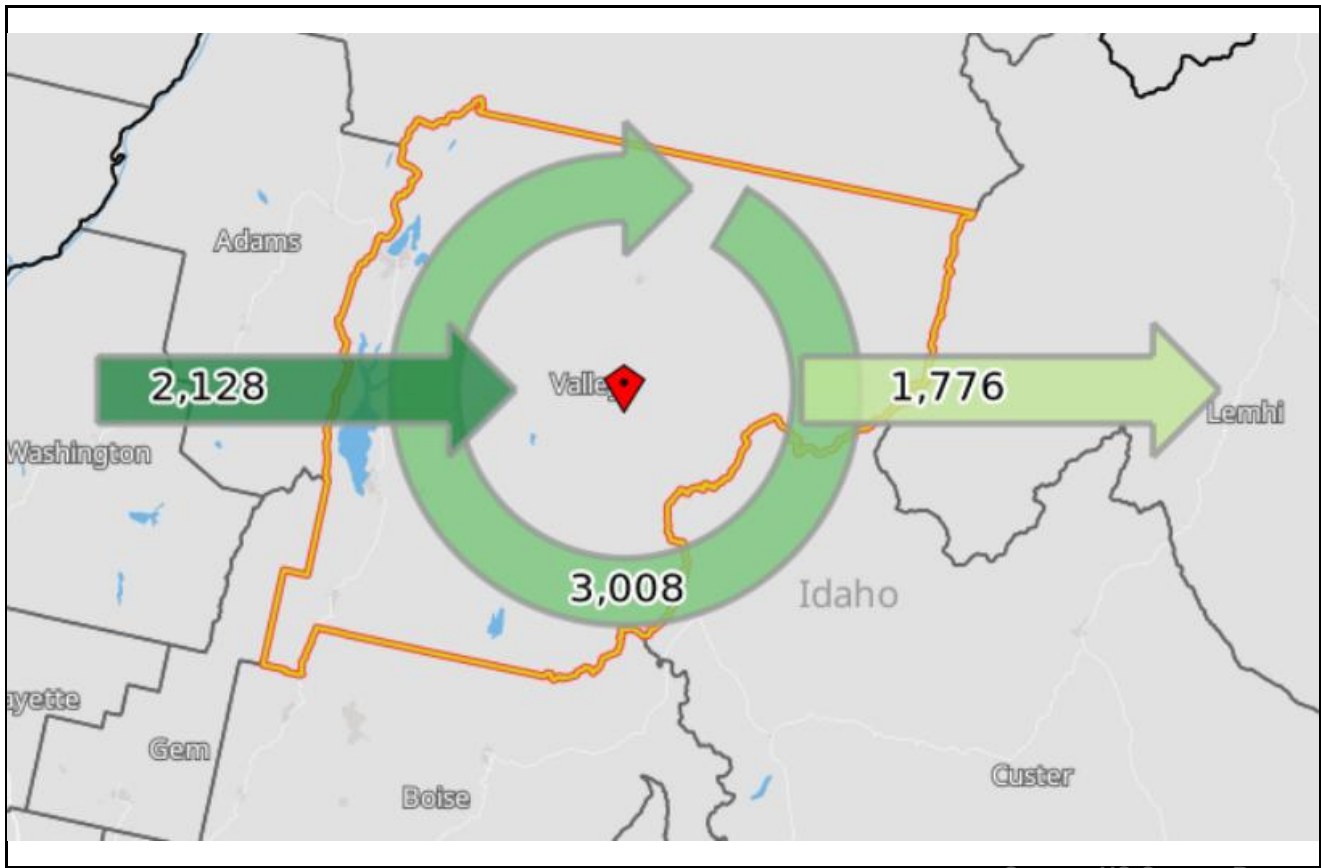 Adams
Valley
2,128
1,776
Lemhi
Washington
3,008
Idaho
ayette
Gem
Custer
Boise